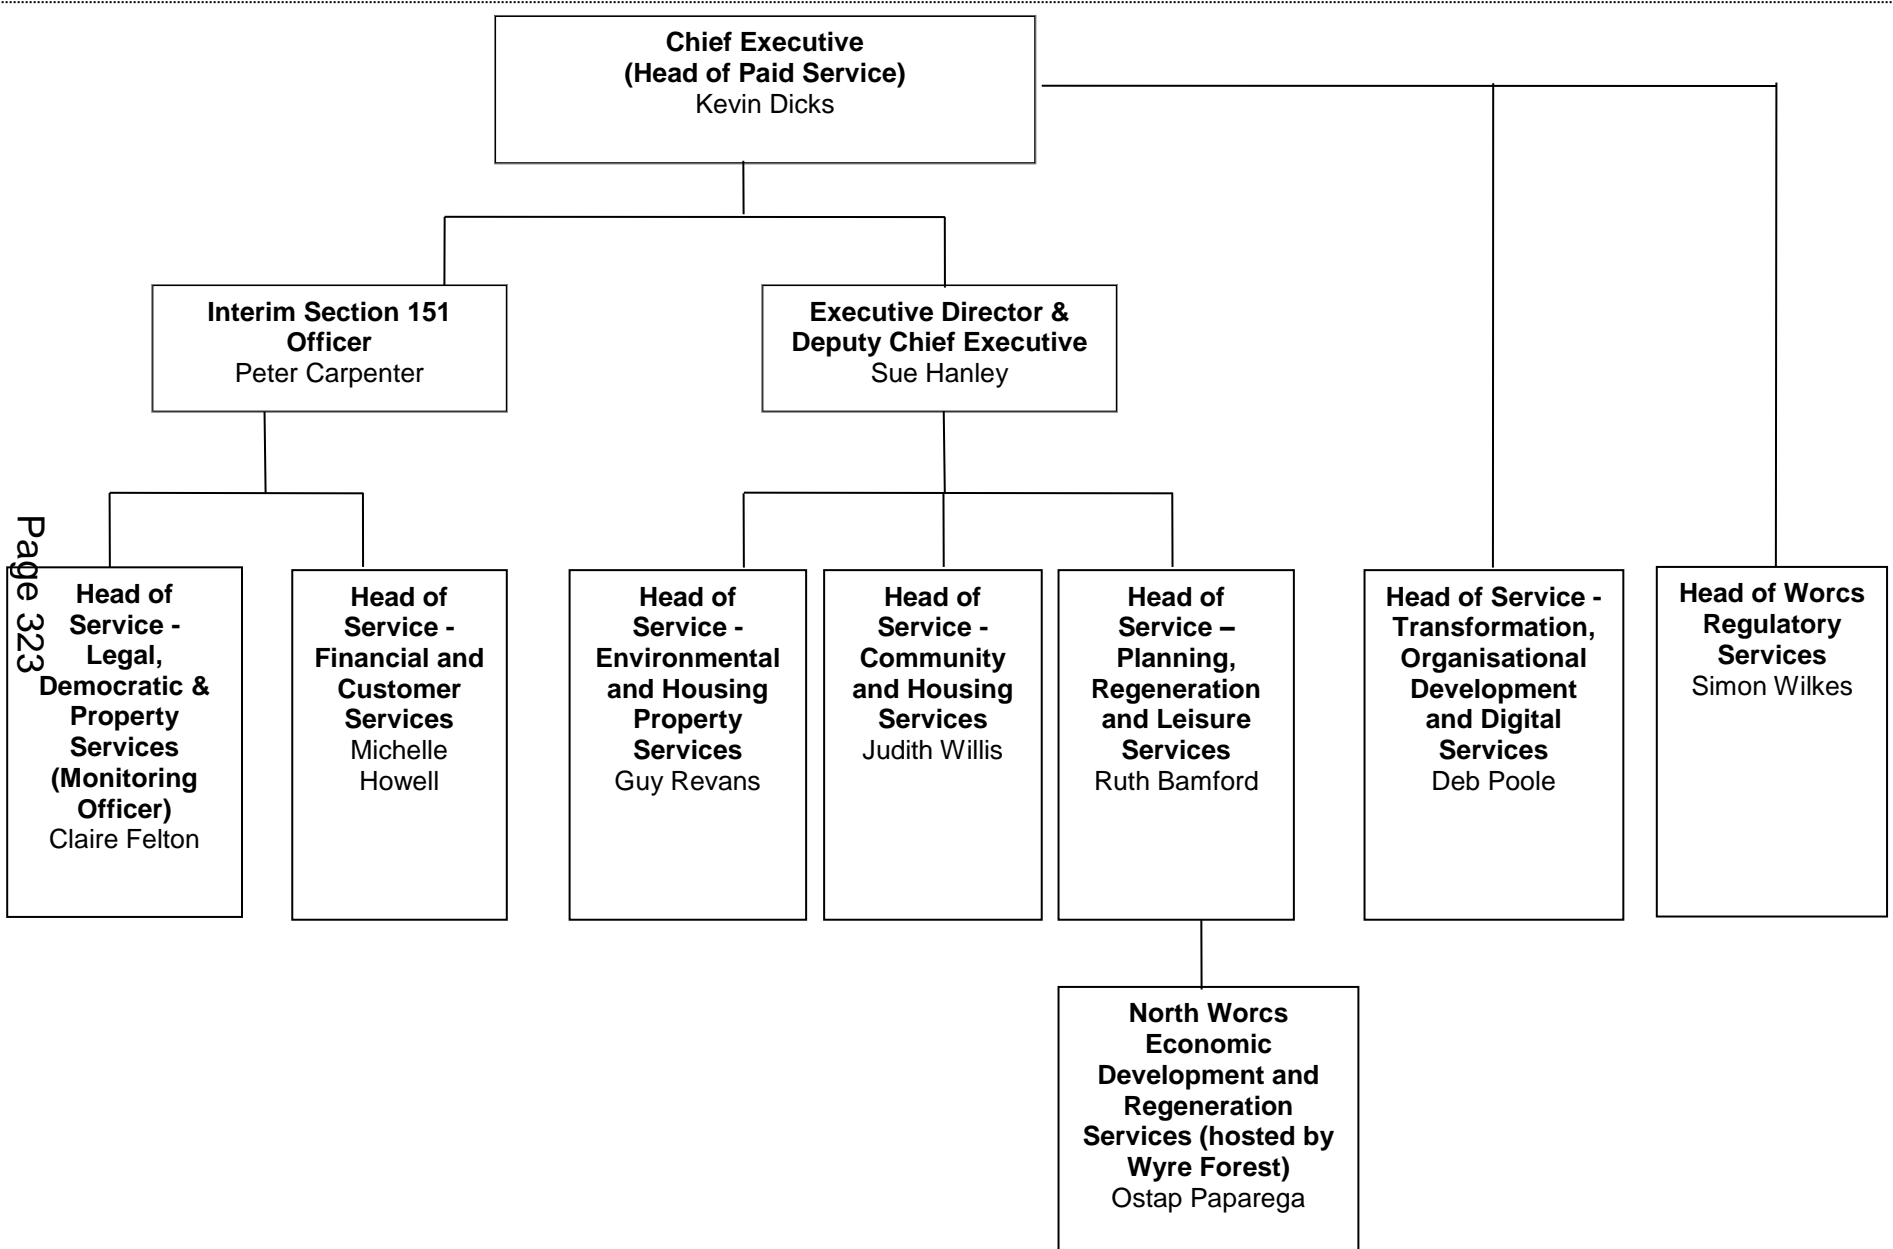 Chief Executive
(Head of Paid Service)
Kevin Dicks
Interim Section 151
Officer
Peter Carpenter
Executive Director &
Deputy Chief Executive
Sue Hanley
Page 323
Head of
Service -
Legal,
Democratic &
Property
Services
(Monitoring
Officer)
Claire Felton
Head of
Service -
Financial and
Customer
Services
Michelle
Howell
Head of
Service -
Environmental
and Housing
Property
Services
Guy Revans
Head of
Service -
Community
and Housing
Services
Judith Willis
Head of
Service –
Planning,
Regeneration
and Leisure
Services
Ruth Bamford
Head of Service -
Transformation,
Organisational
Development
and Digital
Services
Deb Poole
Head of Worcs
Regulatory
Services
Simon Wilkes
North Worcs
Economic
Development and
Regeneration
Services (hosted by
Wyre Forest)
Ostap Paparega